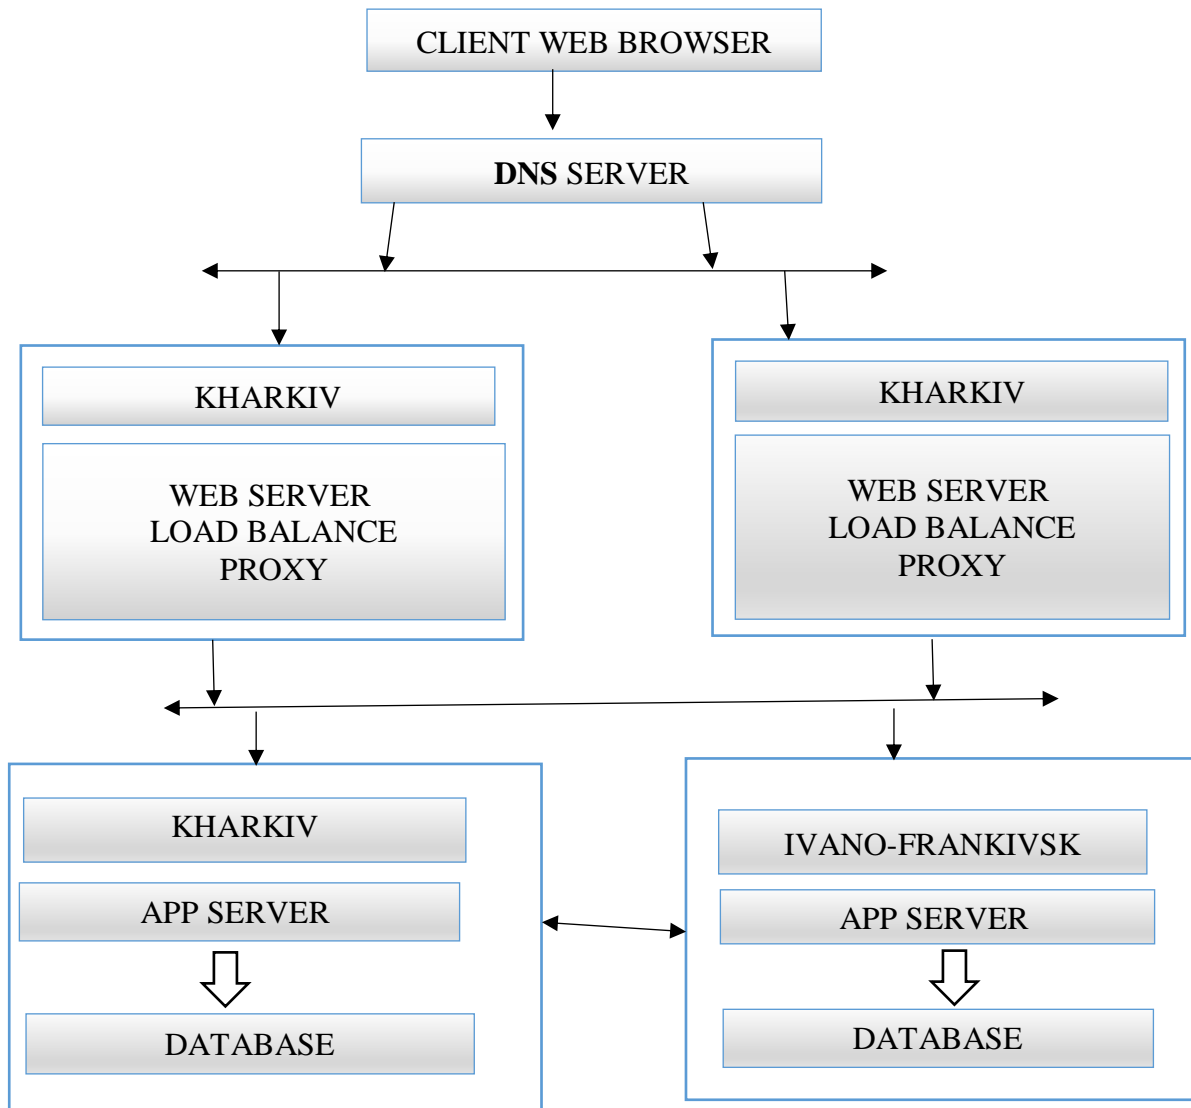 CLIENT WEB BROWSER
DNS SERVER
KHARKIV
WEB SERVER
LOAD BALANCE
PROXY
KHARKIV
WEB SERVER
LOAD BALANCE
PROXY
KHARKIV
APP SERVER
DATABASE
IVANO-FRANKIVSK
APP SERVER
DATABASE